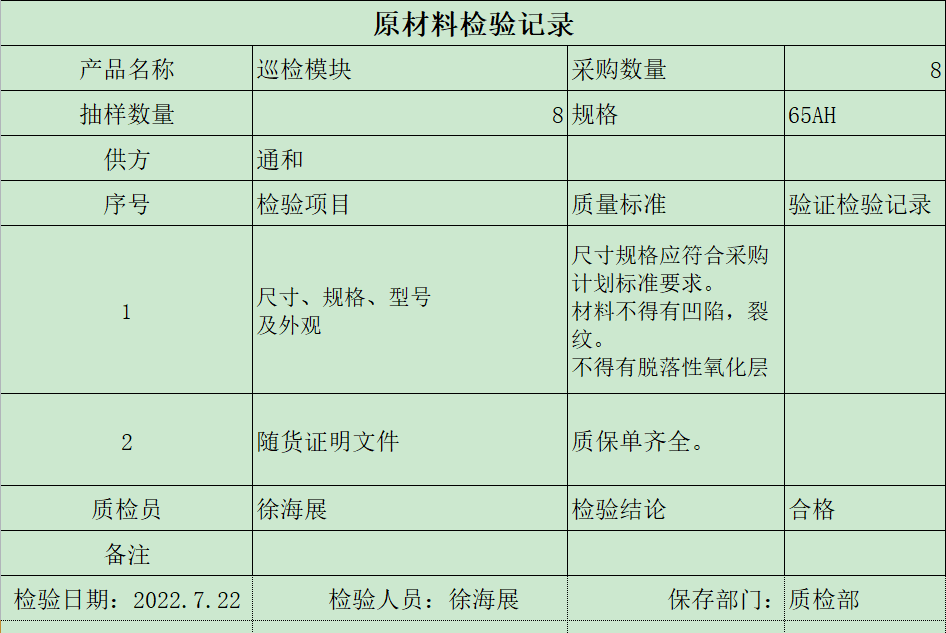 原材料检验记录
产品名称 巡检模块 采购数量 8
抽样数量 8 规格 65AH
供方 通和
序号 检验项目 质量标准 验证检验记录
尺寸规格应符合采购
计划标准要求。
1 尺寸、规格、型号
及外观
材料不得有凹陷，裂
纹。
不得有脱落性氧化层
2 随货证明文件 质保单齐全。
质检员 徐海展 检验结论 合格
备注
检验日期：2022.7.22 检验人员：徐海展 保存部门：质检部